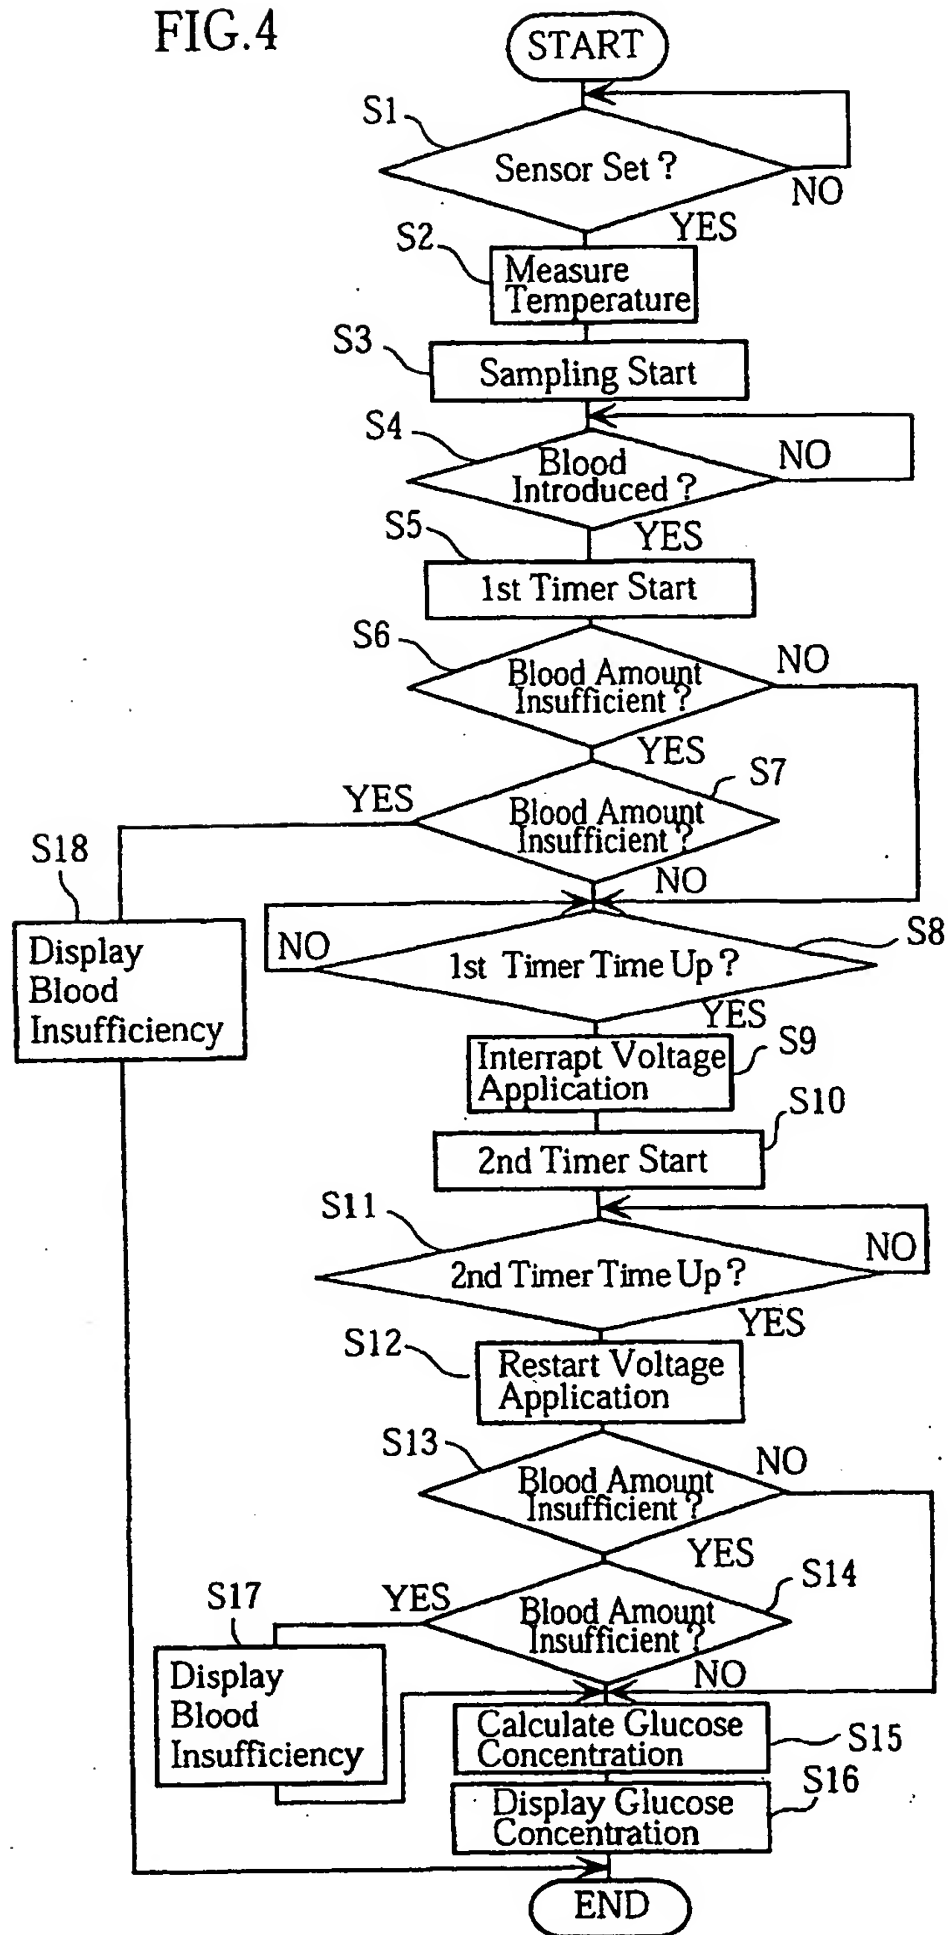 FIG.4
START
S1
Sensor Set ?
NO
YES
S2
Measure
Temperature
S3
Sampling Start
S4
Blood
Introduced ?
NO
YES
S5
1st Timer Start
S6
Blood Amount
Insufficient ?
NO
YES
S7
Blood Amount
Insufficient ?
YES
NO
S18
Display
Blood
Insufficiency
S8
1st Timer Time Up ?
NO
YES
S9
Interrapt Voltage
Application
S10
2nd Timer Start
S11
2nd Timer Time Up ?
NO
YES
S12
Restart Voltage
Application
S13
Blood Amount
Insufficient ?
NO
YES
S14
Blood Amount
Insufficient ?
YES
NO
S17
Display
Blood
Insufficiency
Calculate Glucose
Concentration
S15
Display Glucose
Concentration
S16
END